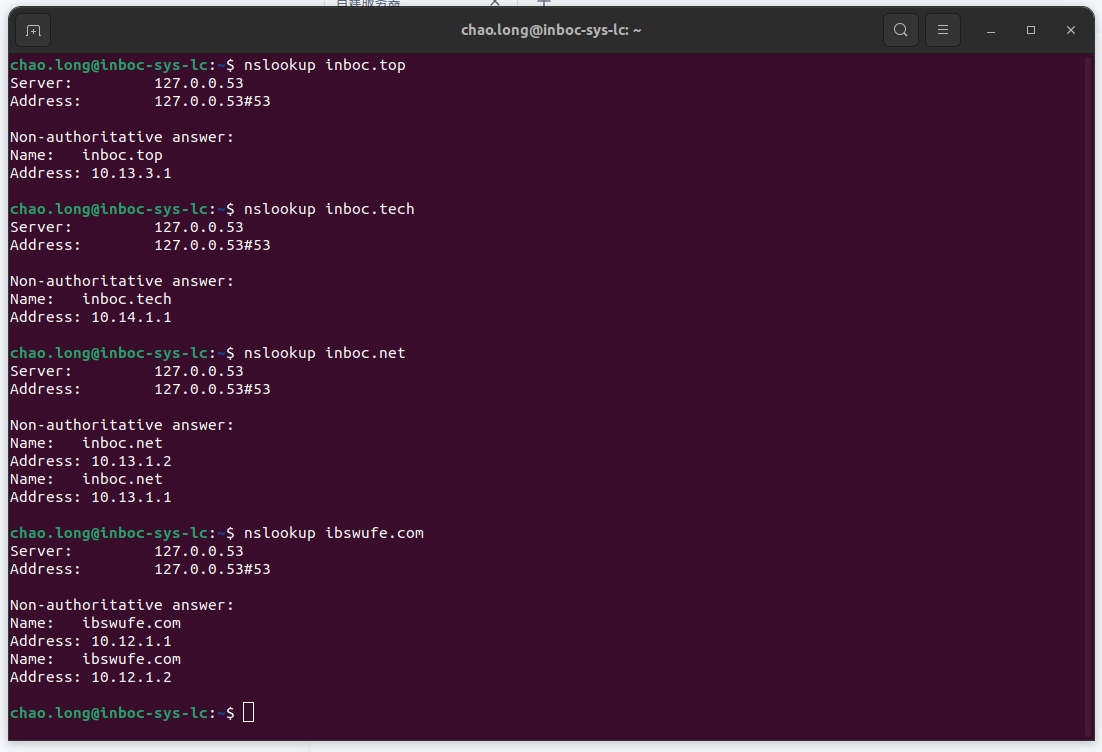 自建服务器
chao.long@inboc-sys-lc: ~
chao.long@inboc-sys-lc:~$ nslookup inboc.top
Server:         127.0.0.53
Address:        127.0.0.53#53
Non-authoritative answer:
Name:   inboc.top
Address: 10.13.3.1
chao.long@inboc-sys-lc:~$ nslookup inboc.tech
Server:         127.0.0.53
Address:        127.0.0.53#53
Non-authoritative answer:
Name:   inboc.tech
Address: 10.14.1.1
chao.long@inboc-sys-lc:~$ nslookup inboc.net
Server:         127.0.0.53
Address:        127.0.0.53#53
Non-authoritative answer:
Name:   inboc.net
Address: 10.13.1.2
Name:   inboc.net
Address: 10.13.1.1
chao.long@inboc-sys-lc:~$ nslookup ibswufe.com
Server:         127.0.0.53
Address:        127.0.0.53#53
Non-authoritative answer:
Name:   ibswufe.com
Address: 10.12.1.1
Name:   ibswufe.com
Address: 10.12.1.2
chao.long@inboc-sys-lc:~$